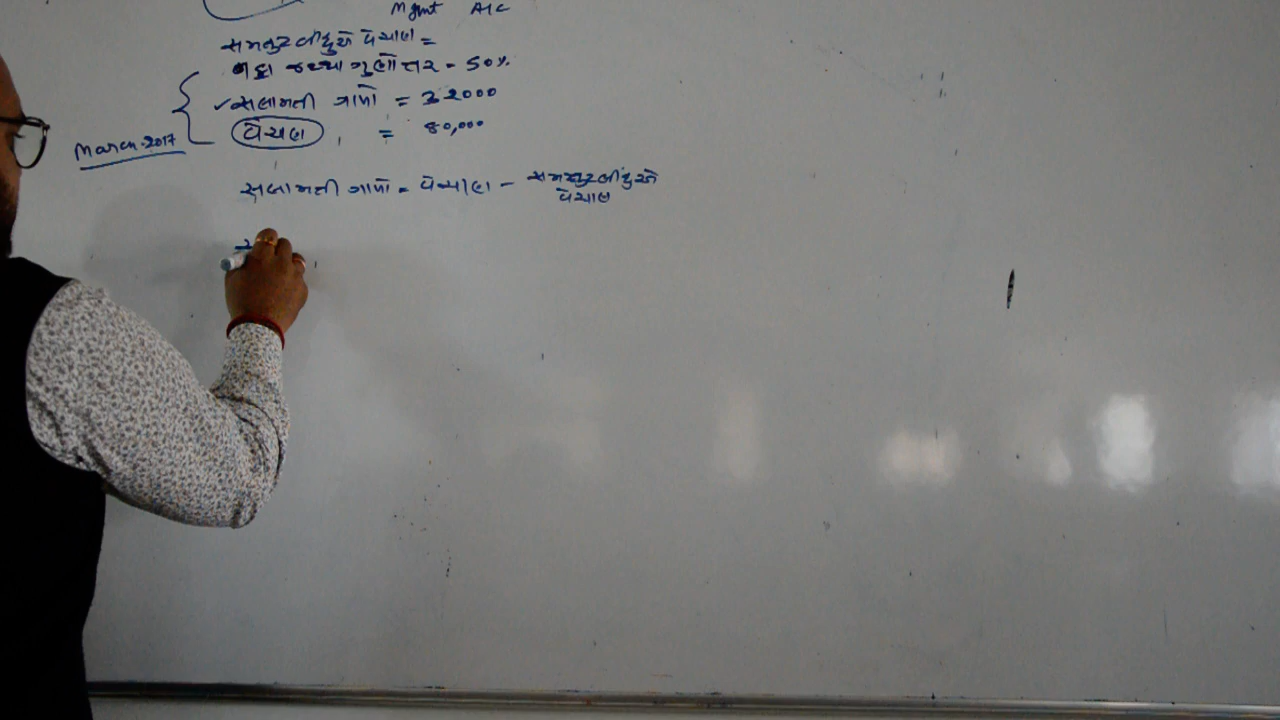 Mgmt A/C
સમતુટબીંદુએ વેચાણ =
નફા જથ્થા ગુણોત્તર - 50%
✓ સલામતી ગાળો = 32000
વેચાણ = 80,000
March-2017
સલામતી ગાળો = વેચાણ - સમતુટબીંદુએ વેચાણ